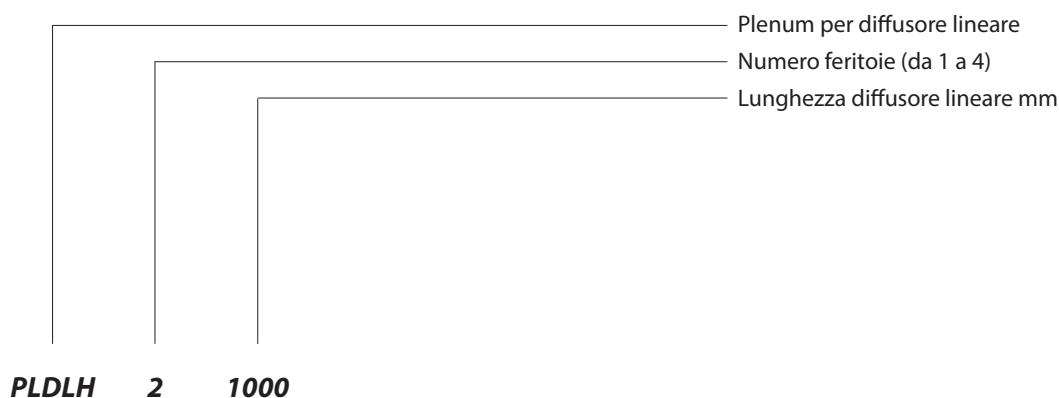 Plenum per diffusore lineare
Numero feritoie (da 1 a 4)
Lunghezza diffusore lineare mm
PLDLH 2 1000